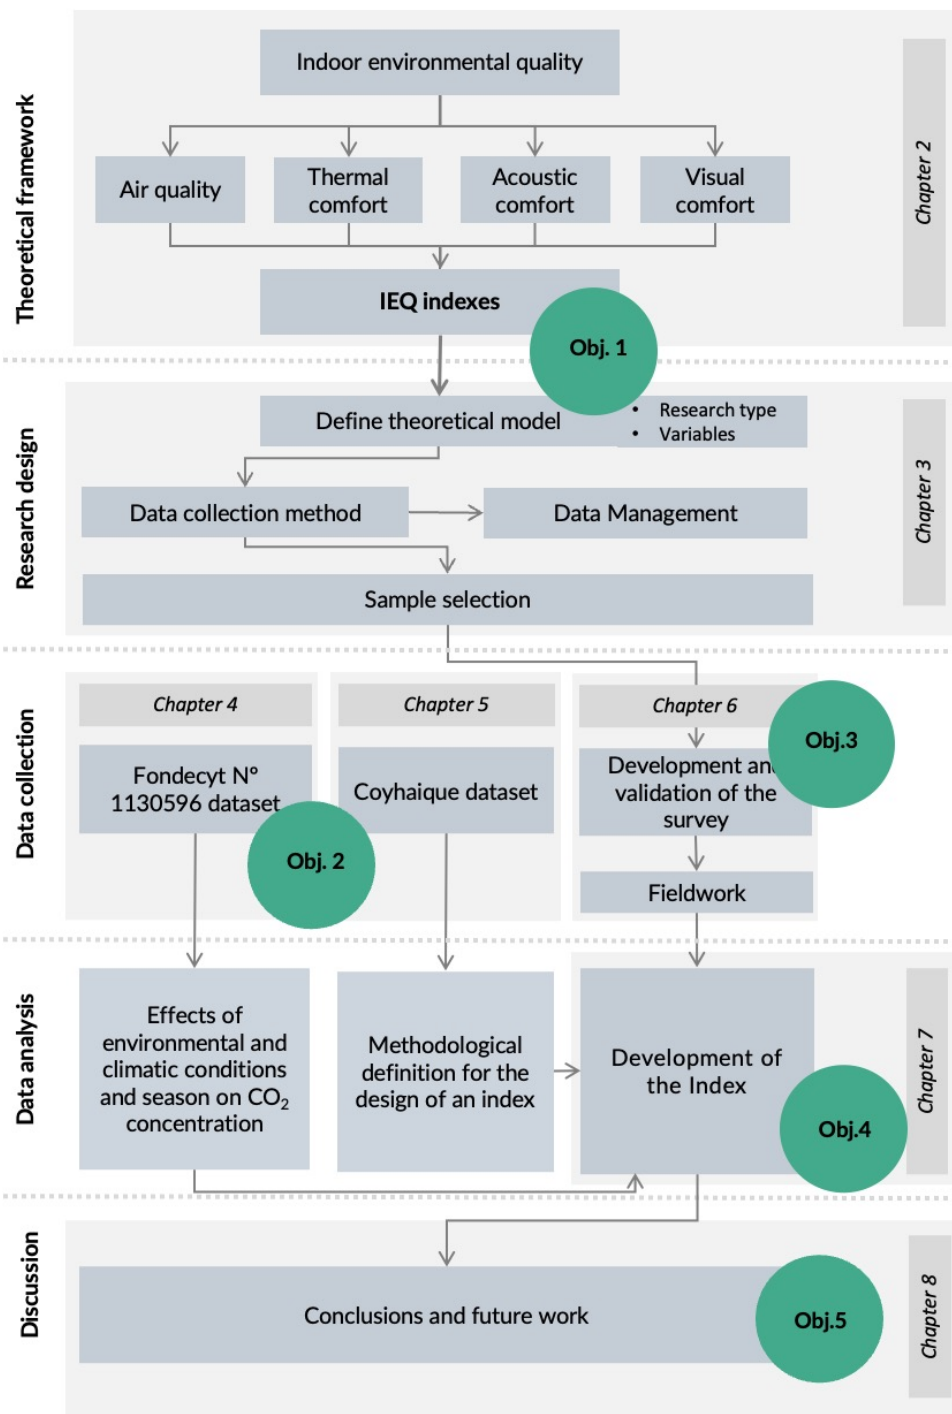 Theoretical framework
Indoor environmental quality
Air quality
Thermal
comfort
Acoustic
comfort
Visual
comfort
IEQ indexes
Obj. 1
Chapter 2
Research design
Define theoretical model
• Research type
• Variables
Data collection method
Data Management
Sample selection
Chapter 3
Data collection
Chapter 4
Fondecyt Nº
1130596 dataset
Obj. 2
Chapter 5
Coyhaique dataset
Chapter 6
Obj.3
Development and
validation of the
survey
Fieldwork
Data analysis
Effects of
environmental and
climatic conditions
and season on CO₂
concentration
Methodological
definition for the
design of an index
Development of
the Index
Obj.4
Chapter 7
Discussion
Conclusions and future work
Obj.5
Chapter 8